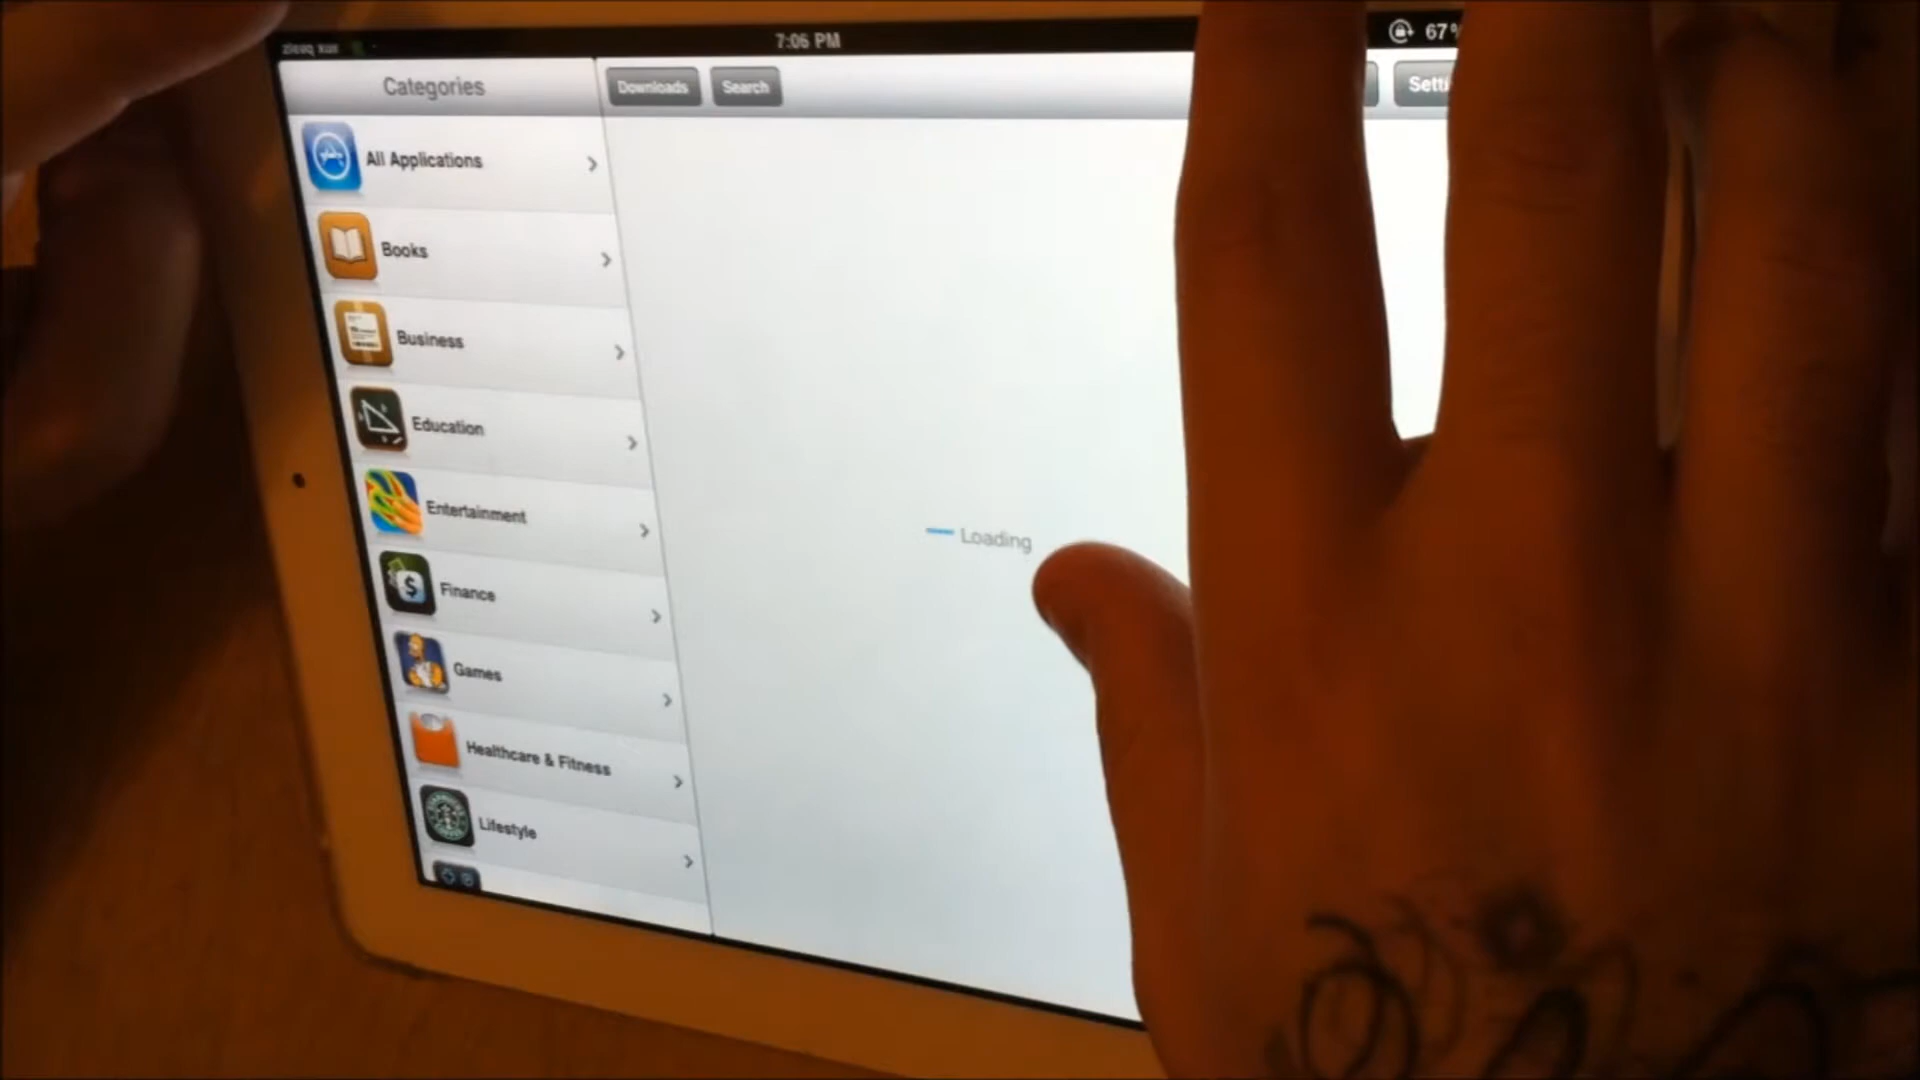 7:06 PM
67%
Categories
Downloads
Search
All Applications
Books
Business
Education
Entertainment
Loading
Finance
Games
Healthcare & Fitness
Lifestyle